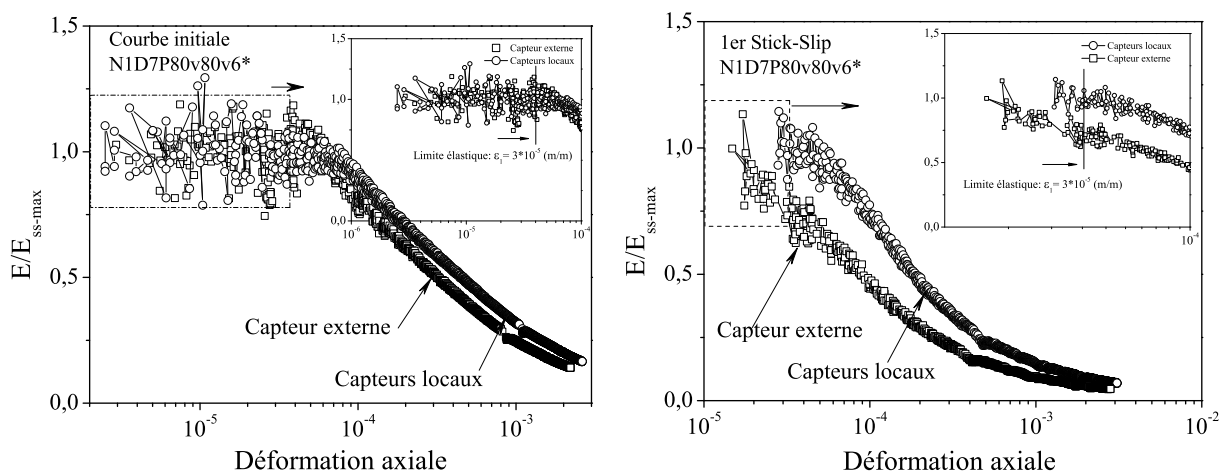 1,5
1,0
0,5
0,0
E/E_ss-max
Courbe initiale
N1D7P80v80v6*
Capteur externe
Capteurs locaux
1,5
1,0
0,5
0,0
10^-6
10^-5
10^-4
Limite élastique: ε_1= 3*10^-5 (m/m)
Capteur externe
Capteurs locaux
10^-5
10^-4
10^-3
Déformation axiale
1,5
1,0
0,5
0,0
E/E_ss-max
1er Stick-Slip
N1D7P80v80v6*
Capteurs locaux
Capteur externe
1,5
1,0
0,5
0,0
10^-4
Limite élastique: ε_1= 3*10^-5 (m/m)
Capteur externe
Capteurs locaux
10^-5
10^-4
10^-3
10^-2
Déformation axiale